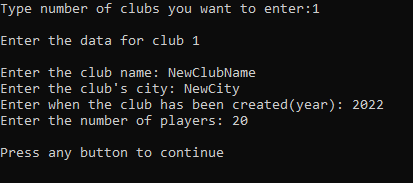 Type number of clubs you want to enter:1
Enter the data for club 1
Enter the club name: NewClubName
Enter the club's city: NewCity
Enter when the club has been created(year): 2022
Enter the number of players: 20
Press any button to continue